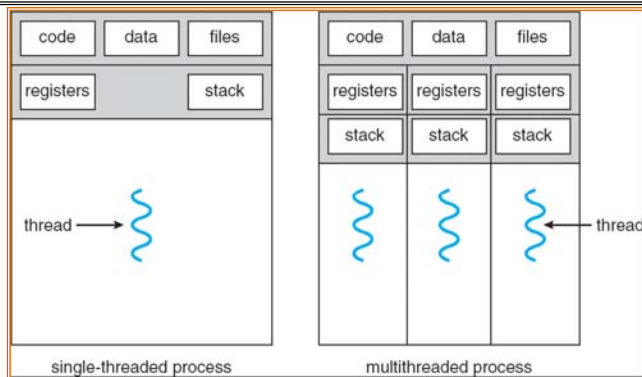 code data files
registers stack
thread
single-threaded process
code data files
registers registers registers
stack stack stack
thread
multithreaded process